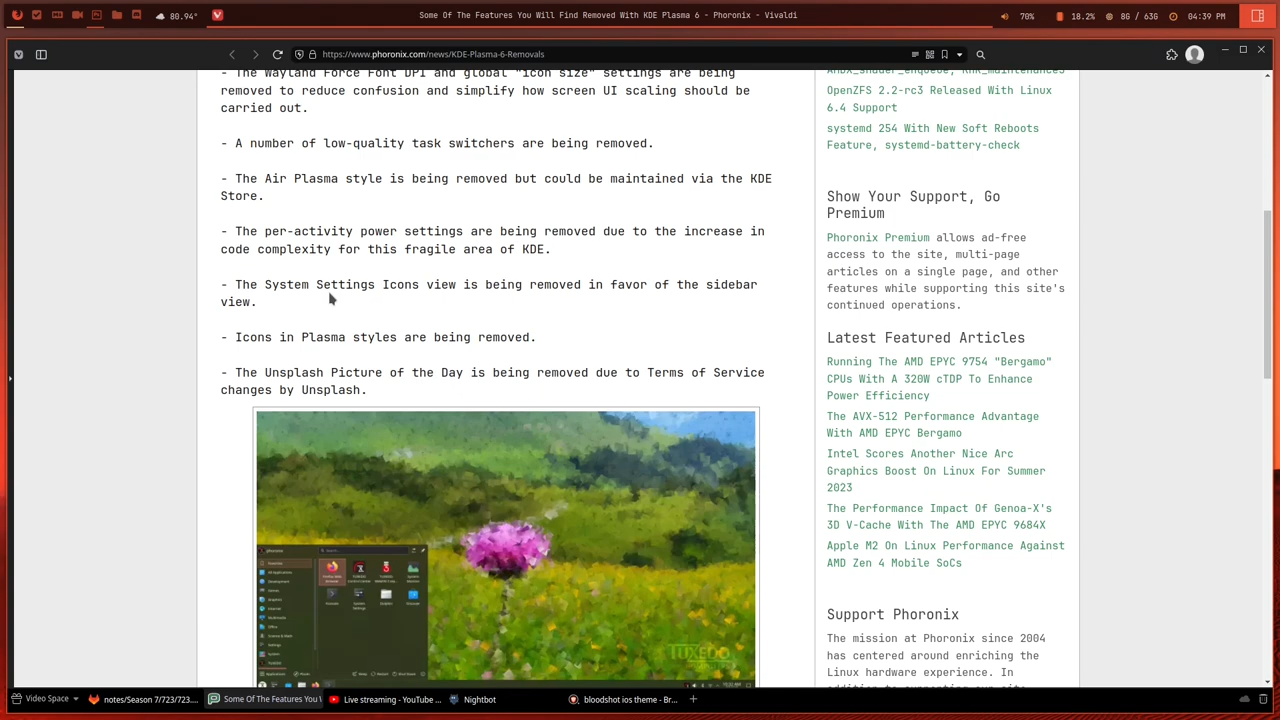 80.94°
Some Of The Features You Will Find Removed With KDE Plasma 6 - Phoronix - Vivaldi
70%
18.2%
8G / 63G
04:39 PM
https://www.phoronix.com/news/KDE-Plasma-6-Removals
- The Wayland Force Font DPI and global "icon size" settings are being
removed to reduce confusion and simplify how screen UI scaling should be
carried out.
- A number of low-quality task switchers are being removed.
- The Air Plasma style is being removed but could be maintained via the KDE
Store.
- The per-activity power settings are being removed due to the increase in
code complexity for this fragile area of KDE.
- The System Settings Icons view is being removed in favor of the sidebar
view.
- Icons in Plasma styles are being removed.
- The Unsplash Picture of the Day is being removed due to Terms of Service
changes by Unsplash.
OpenZFS 2.2-rc3 Released With Linux
6.4 Support
systemd 254 With New Soft Reboots
Feature, systemd-battery-check
Show Your Support, Go
Premium
Phoronix Premium allows ad-free
access to the site, multi-page
articles on a single page, and other
features while supporting this site's
continued operations.
Latest Featured Articles
Running The AMD EPYC 9754 "Bergamo"
CPUs With A 320W cTDP To Enhance
Power Efficiency
The AVX-512 Performance Advantage
With AMD EPYC Bergamo
Intel Scores Another Nice Arc
Graphics Boost On Linux For Summer
2023
The Performance Impact Of Genoa-X's
3D V-Cache With The AMD EPYC 9684X
Apple M2 On Linux Performance Against
AMD Zen 4 Mobile SoCs
Support Phoronix
The mission at Phoronix since 2004
has centered around enriching the
Linux hardware experience. In
Video Space
notes/Season 7/723/723...
Some Of The Features You
Live streaming - YouTube ...
Nightbot
bloodshot ios theme - Br...